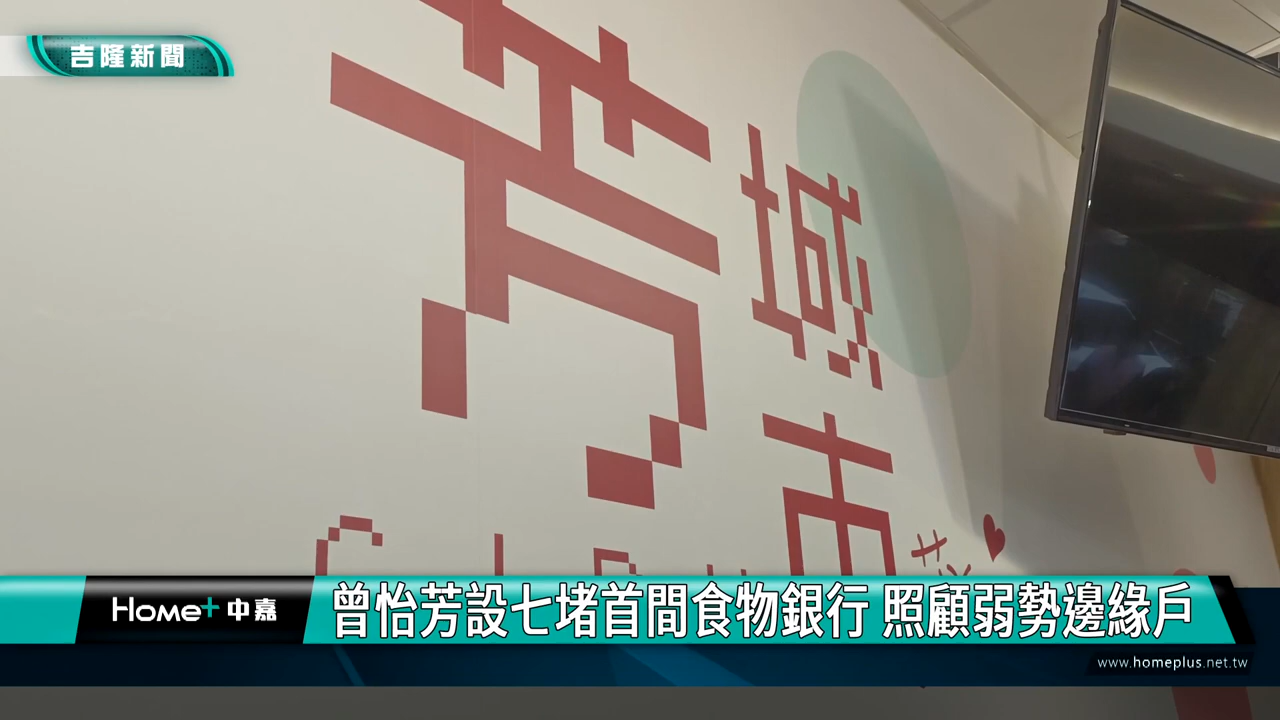 吉隆新聞
芳
城市
Home+中嘉
曾怡芳設七堵首間食物銀行 照顧弱勢邊緣戶
www.homeplus.net.tw